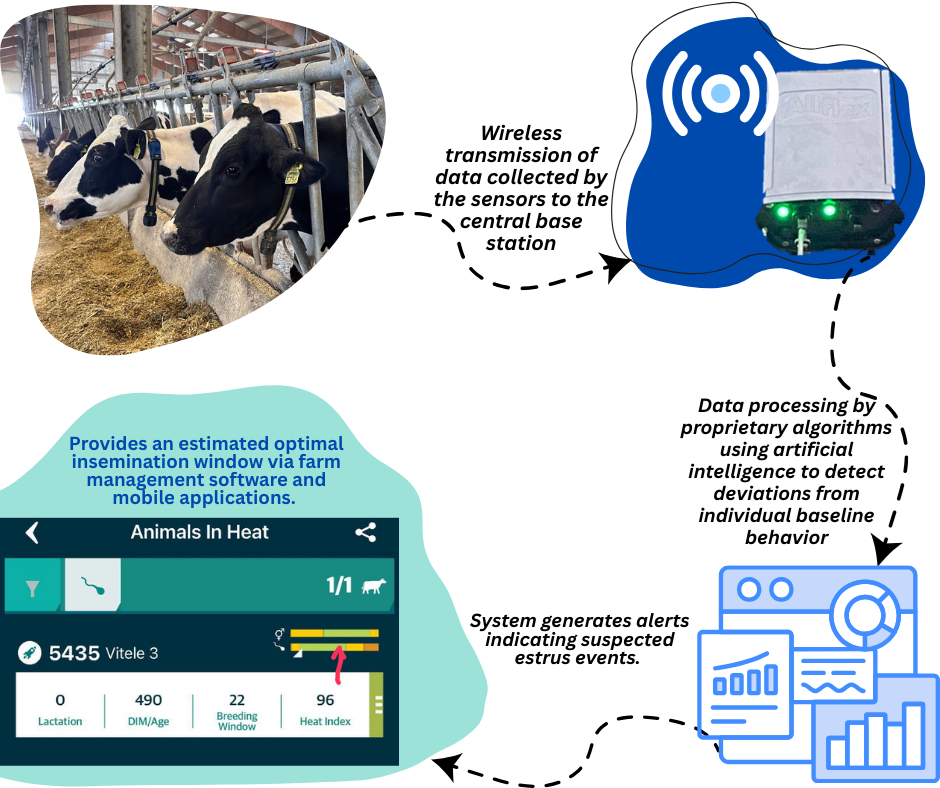 Wireless
transmission of
data collected by
the sensors to the
central base
station
Allflex
Data processing by
proprietary algorithms
using artificial
intelligence to detect
deviations from
individual baseline
behavior
System generates alerts
indicating suspected
estrus events.
Provides an estimated optimal
insemination window via farm
management software and
mobile applications.
Animals In Heat
1/1
5435 Vitele 3
0 490 22 96
Lactation DIM/Age Breeding Window Heat Index